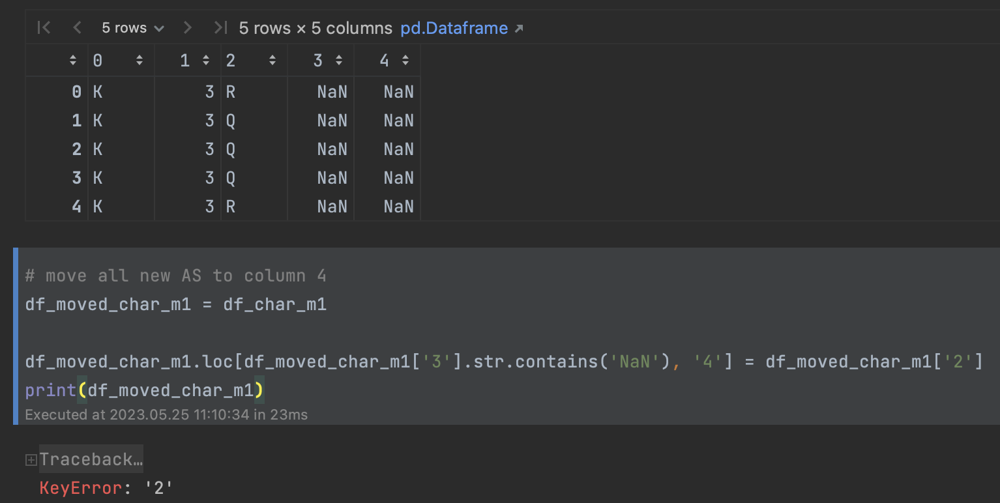 5 rows 5 rows × 5 columns pd.Dataframe
0 1 2 3 4
0 K 3 R NaN NaN
1 K 3 Q NaN NaN
2 K 3 Q NaN NaN
3 K 3 Q NaN NaN
4 K 3 R NaN NaN
# move all new AS to column 4
df_moved_char_m1 = df_char_m1
df_moved_char_m1.loc[df_moved_char_m1['3'].str.contains('NaN'), '4'] = df_moved_char_m1['2']
print(df_moved_char_m1)
Executed at 2023.05.25 11:10:34 in 23ms
Traceback…
KeyError: '2'